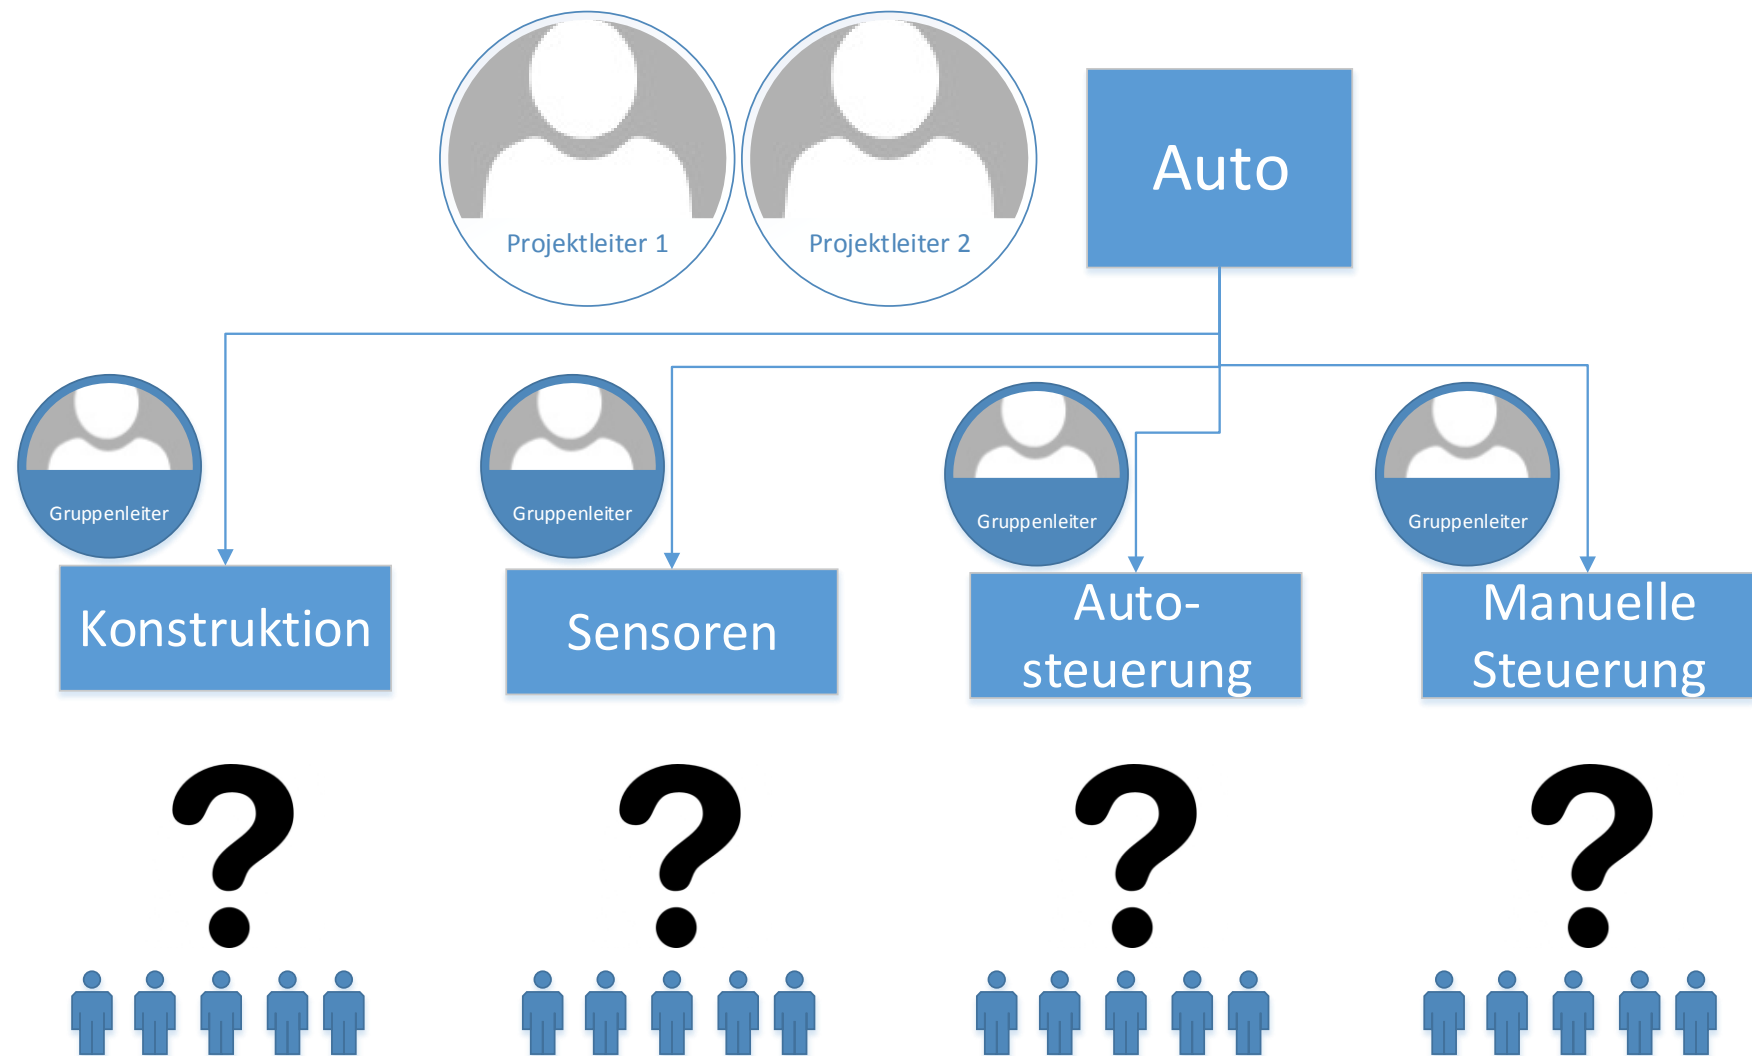 Projektleiter 1
Projektleiter 2
Auto
Gruppenleiter
Gruppenleiter
Gruppenleiter
Gruppenleiter
Konstruktion
Sensoren
Auto-
steuerung
Manuelle
Steuerung
?
?
?
?